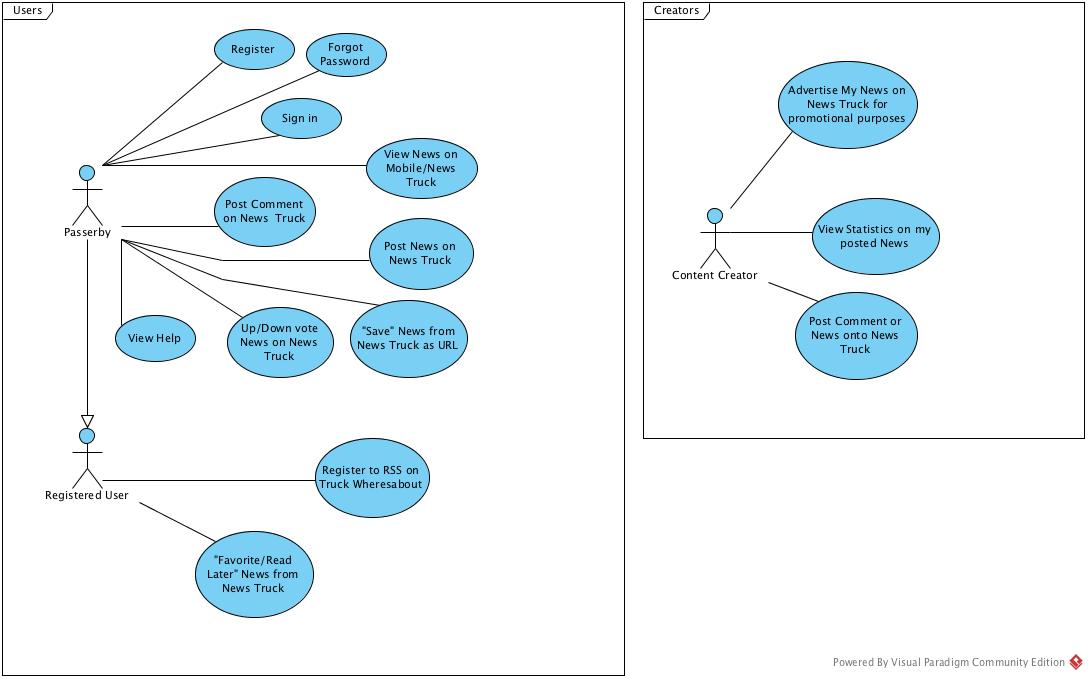 Users
Register
Forgot
Password
Sign in
View News on
Mobile/News
Truck
Passerby
Post Comment
on News Truck
Post News on
News Truck
View Help
Up/Down vote
News on News
Truck
"Save" News from
News Truck as URL
Registered User
Register to RSS on
Truck Wheresabout
"Favorite/Read
Later" News from
News Truck
Creators
Advertise My News on
News Truck for
promotional purposes
Content Creator
View Statistics on my
posted News
Post Comment or
News onto News
Truck
Powered By Visual Paradigm Community Edition